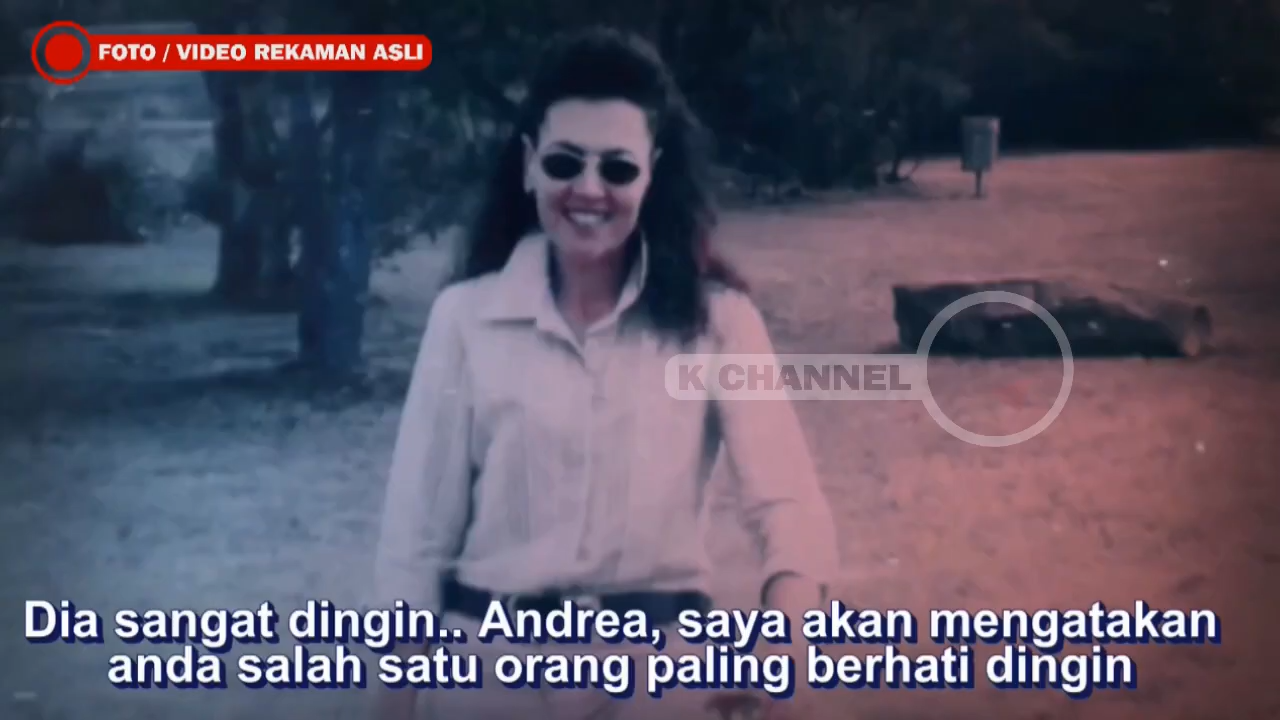 FOTO / VIDEO REKAMAN ASLI
K CHANNEL
Dia sangat dingin.. Andrea, saya akan mengatakan
anda salah satu orang paling berhati dingin